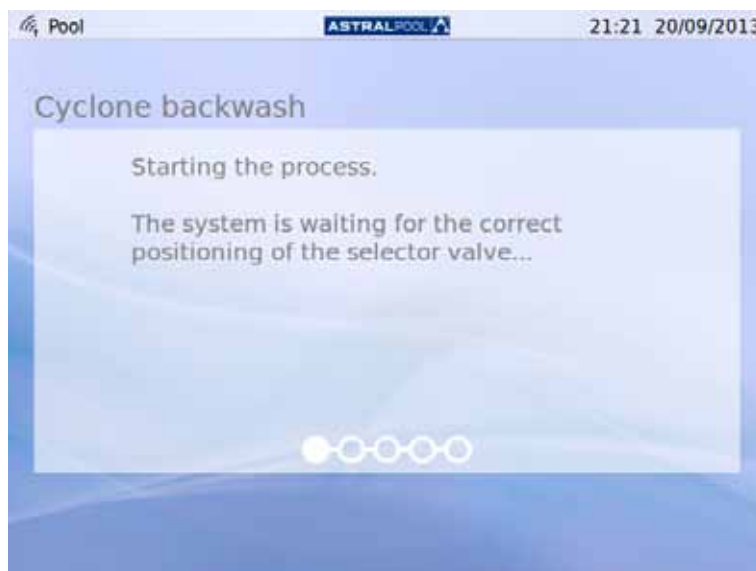 Pool
ASTRALPOOL
21:21 20/09/2013
Cyclone backwash
Starting the process.
The system is waiting for the correct
positioning of the selector valve...